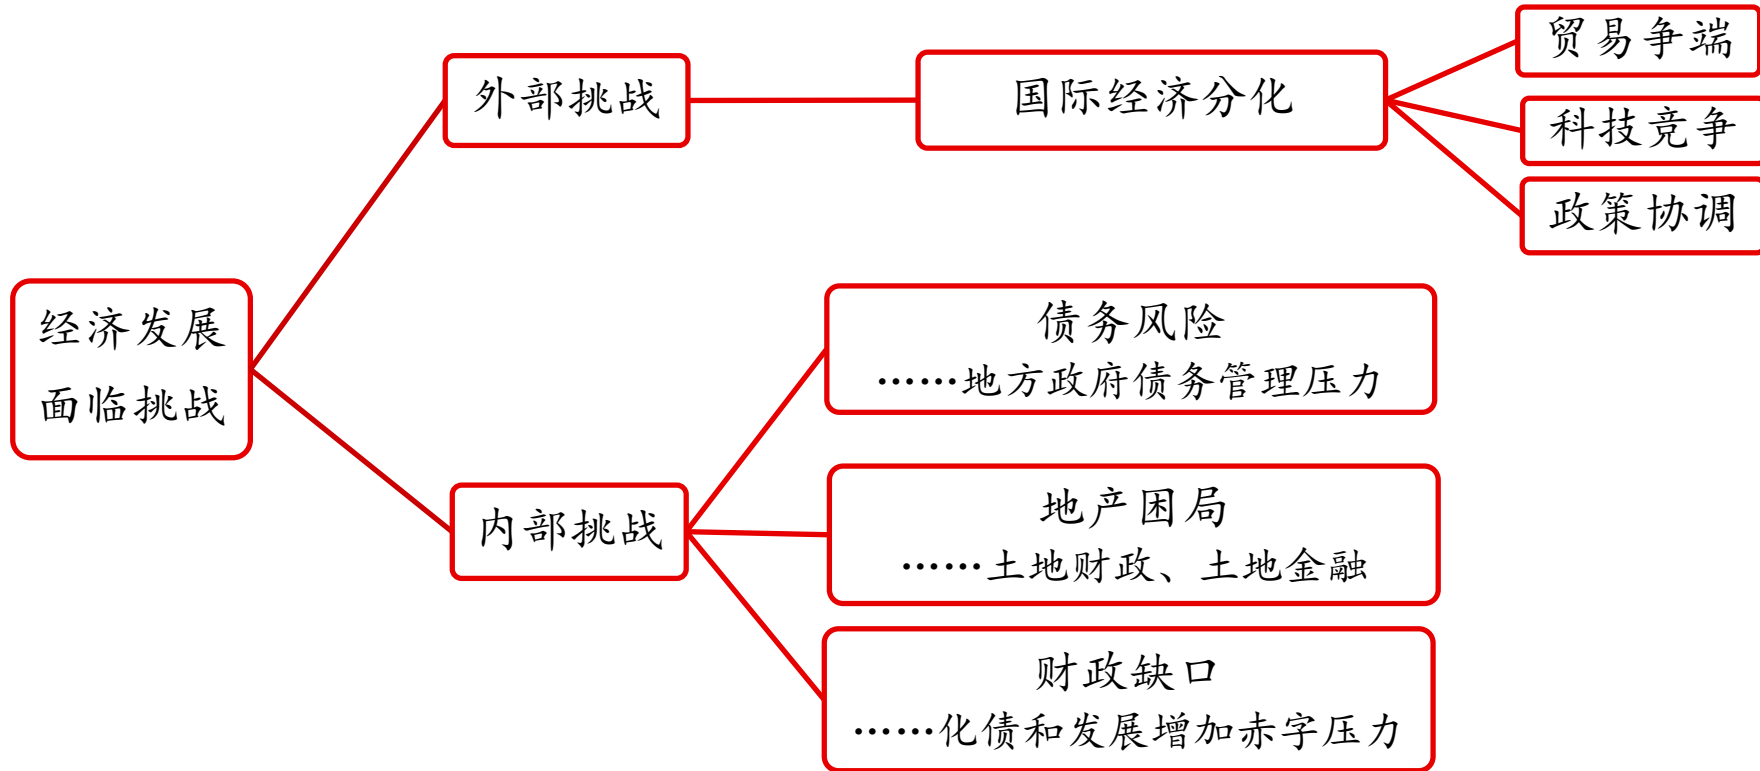 经济发展
面临挑战
外部挑战
国际经济分化
贸易争端
科技竞争
政策协调
内部挑战
债务风险
……地方政府债务管理压力
地产困局
……土地财政、土地金融
财政缺口
……化债和发展增加赤字压力